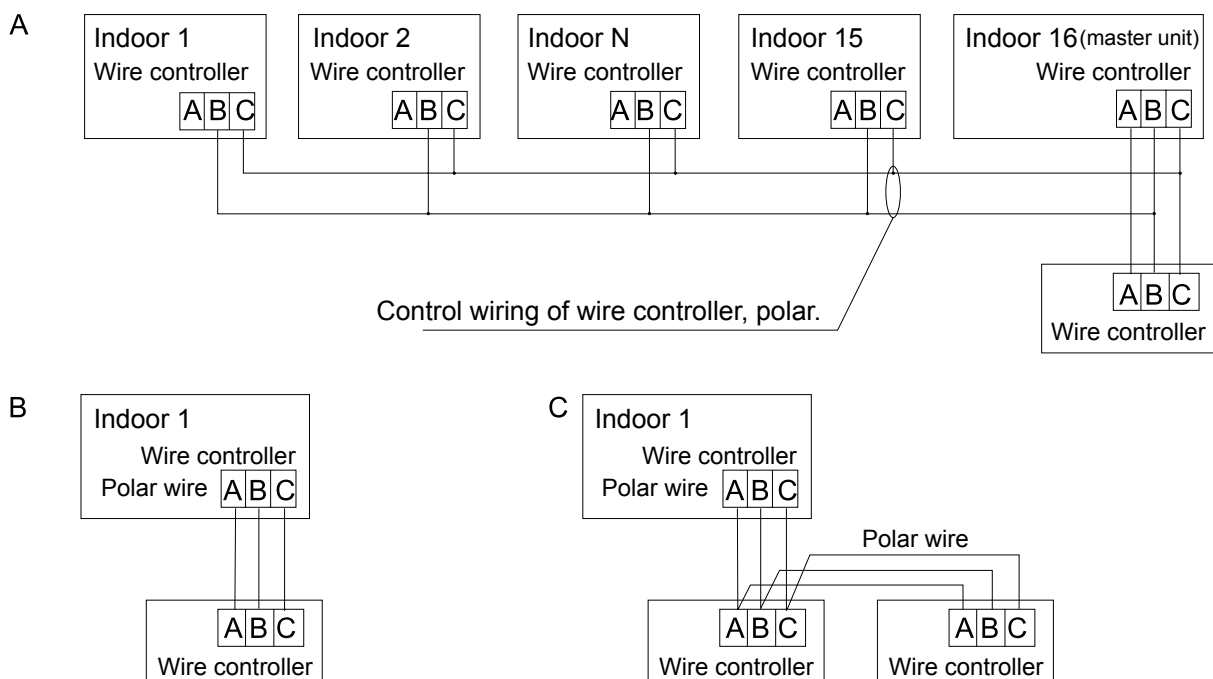 A
Indoor 1
Wire controller
A B C
Indoor 2
Wire controller
A B C
Indoor N
Wire controller
A B C
Indoor 15
Wire controller
A B C
Indoor 16(master unit)
Wire controller
A B C
Control wiring of wire controller, polar.
A B C
Wire controller
B
Indoor 1
Wire controller
Polar wire A B C
A B C
Wire controller
C
Indoor 1
Wire controller
Polar wire A B C
Polar wire
A B C
Wire controller
A B C
Wire controller